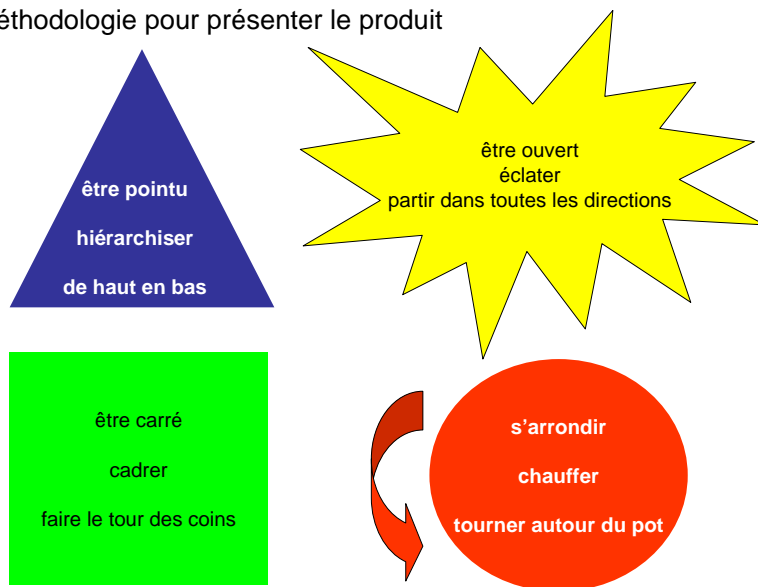 éthodologie pour présenter le produit
être pointu
hiérarchiser
de haut en bas
être ouvert
éclater
partir dans toutes les directions
être carré
cadrer
faire le tour des coins
s'arrondir
chauffer
tourner autour du pot